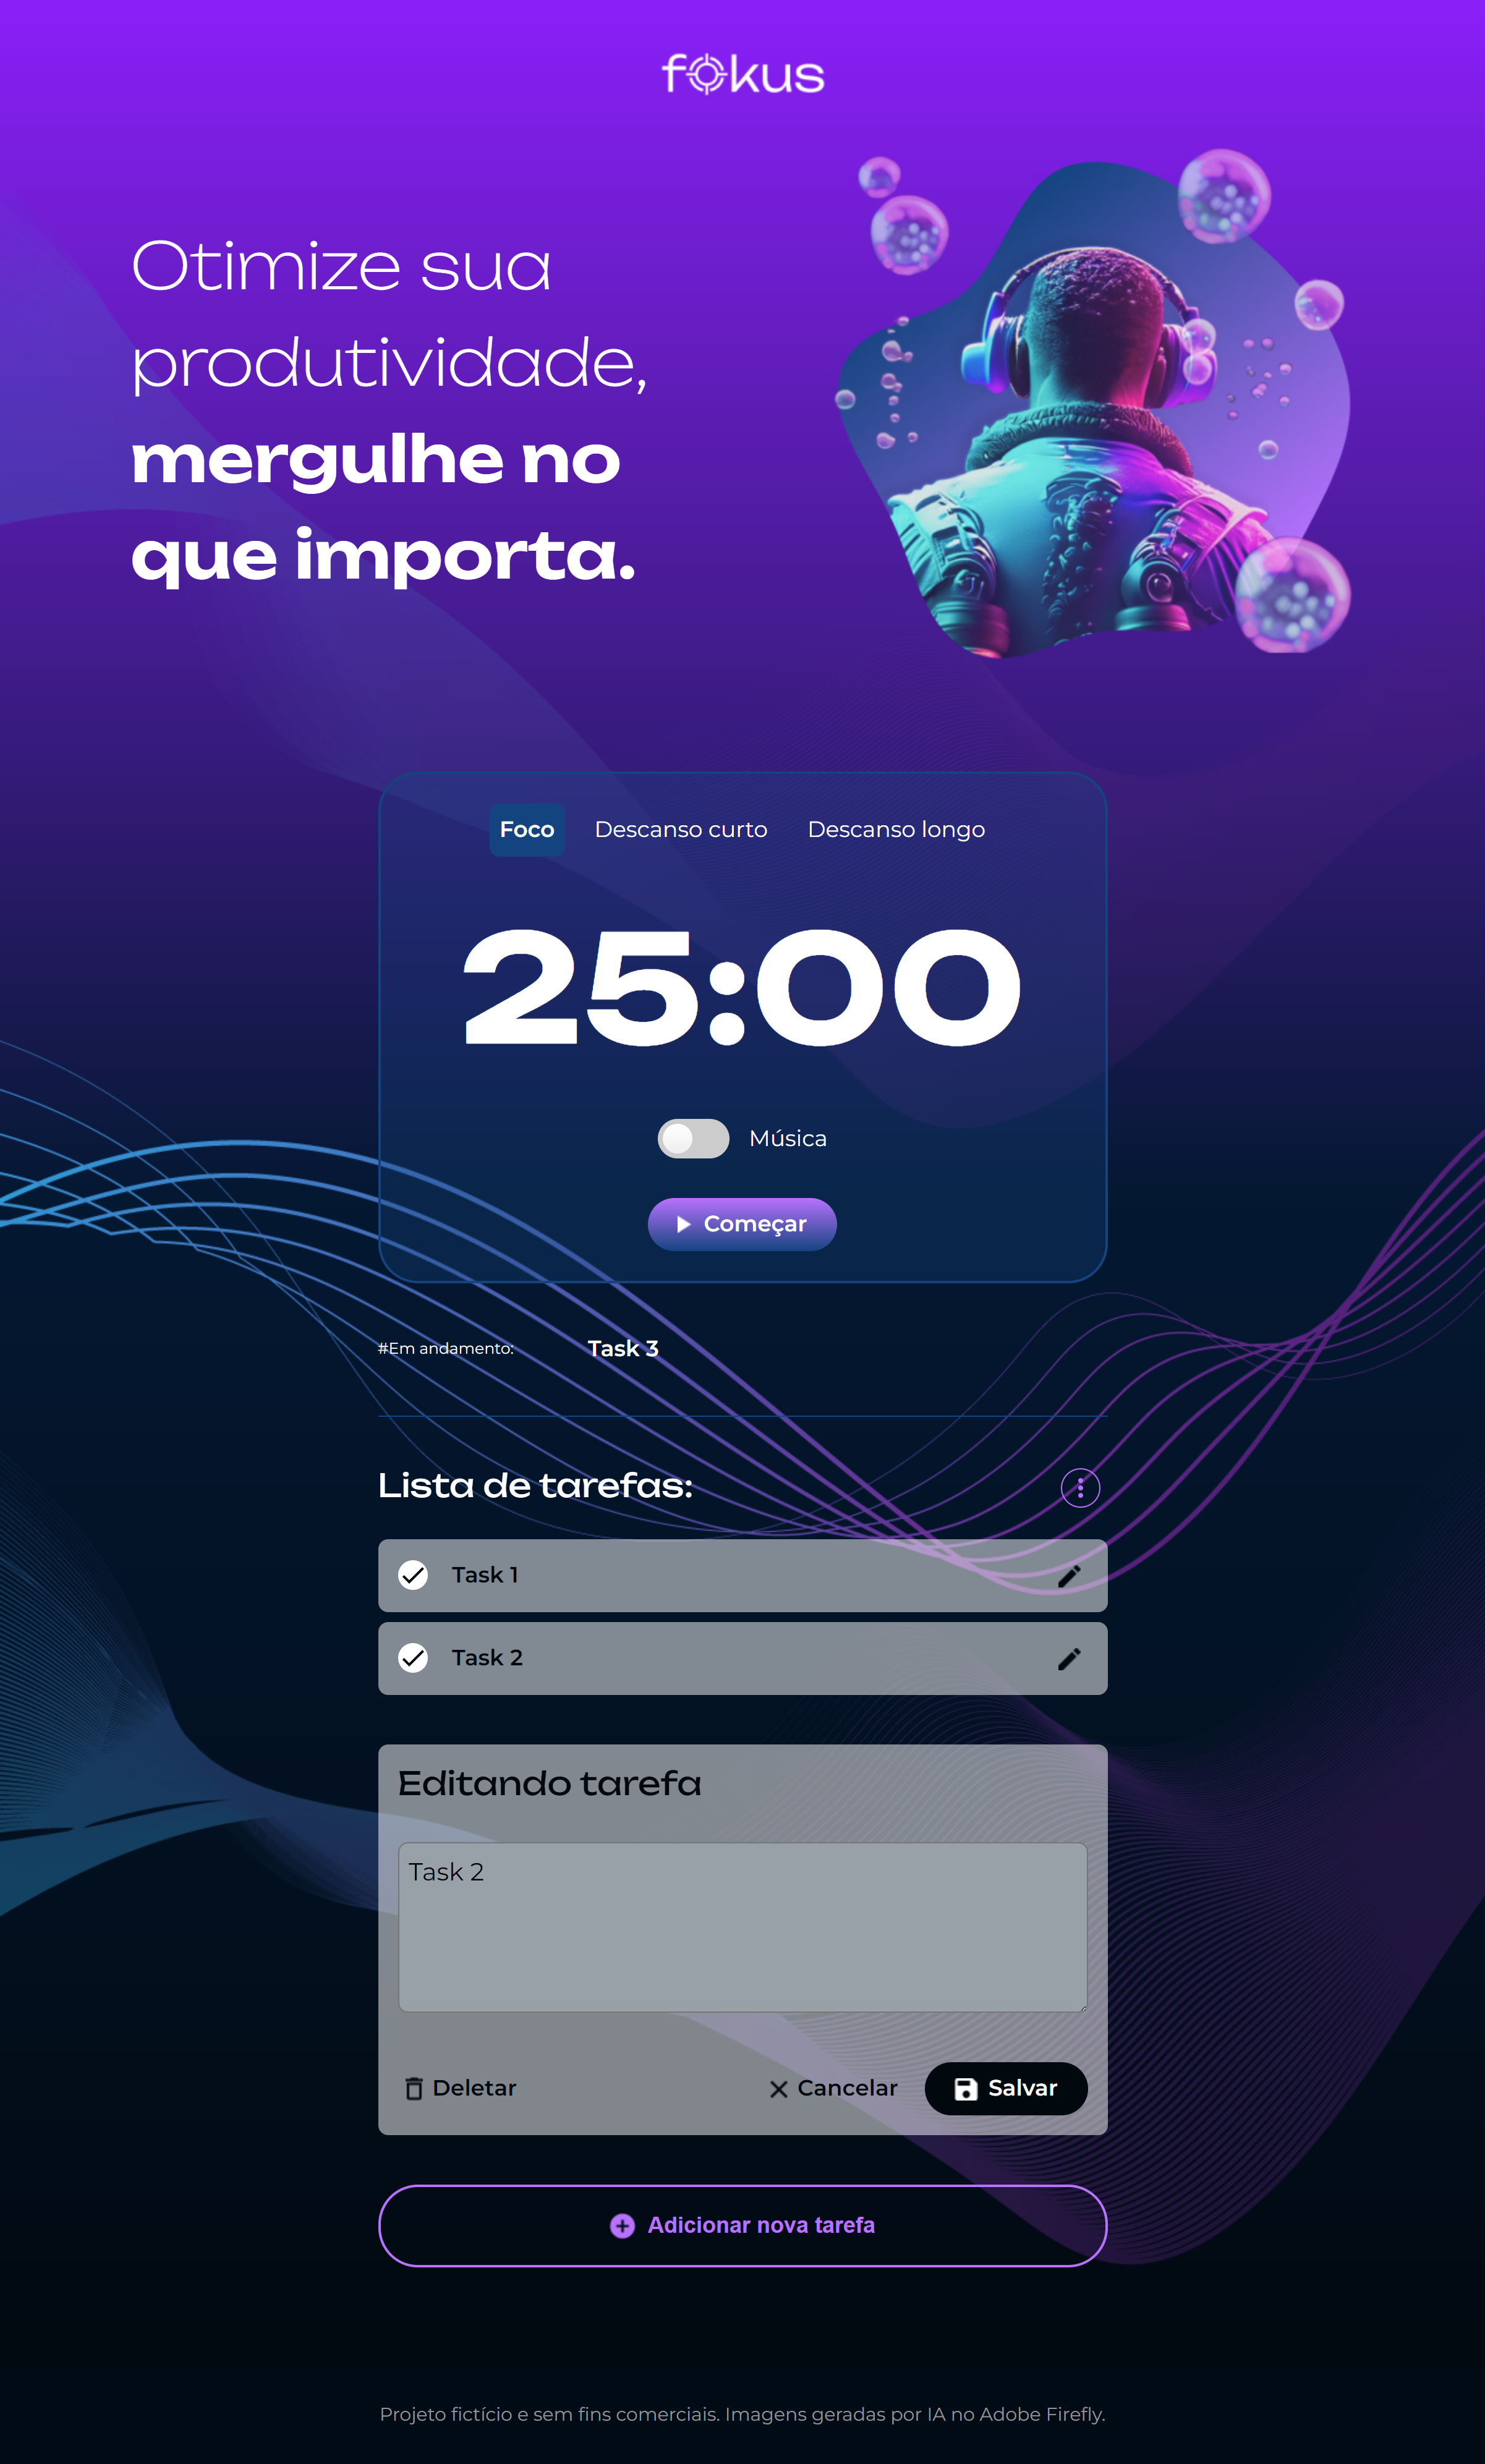 fokus
Otimize sua
produtividade,
mergulhe no
que importa.
Foco Descanso curto Descanso longo
25:00
Música
Começar
#Em andamento: Task 3
Lista de tarefas:
Task 1
Task 2
Editando tarefa
Task 2
Deletar Cancelar Salvar
Adicionar nova tarefa
Projeto fictício e sem fins comerciais. Imagens geradas por IA no Adobe Firefly.